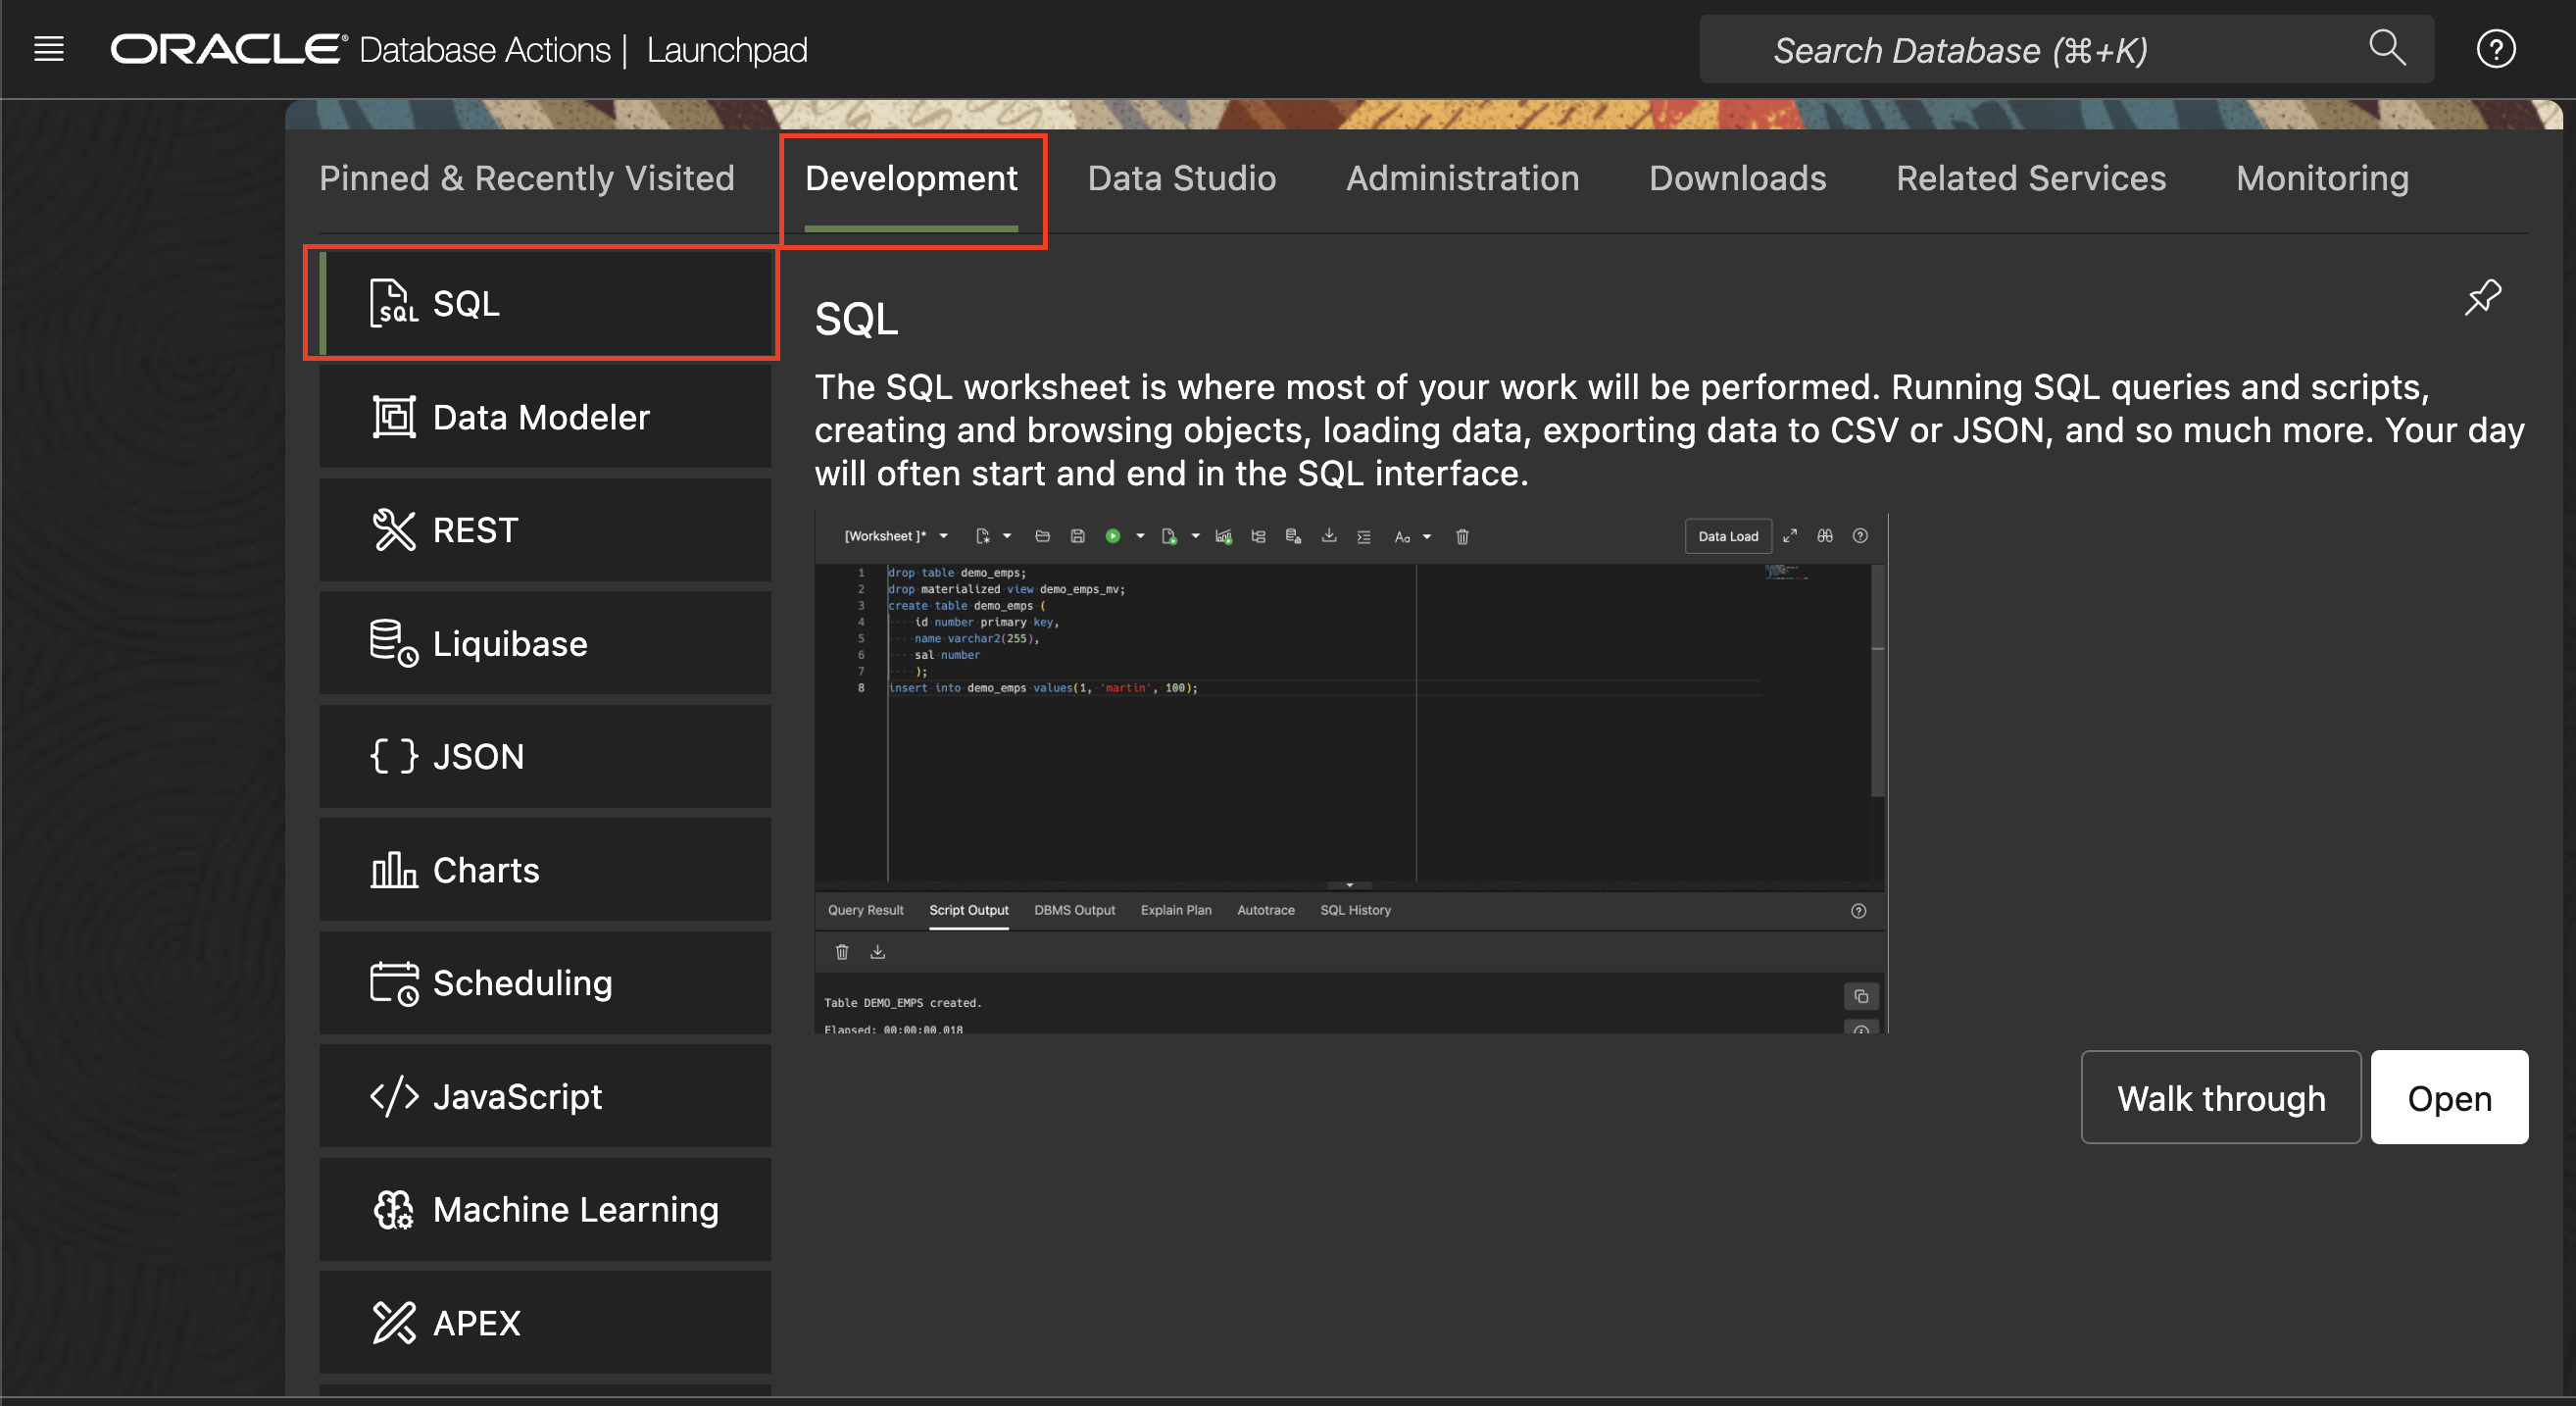 ORACLE® Database Actions | Launchpad
Search Database (⌘+K)
Pinned & Recently Visited
Development
Data Studio
Administration
Downloads
Related Services
Monitoring
SQL SQL
Data Modeler
REST
Liquibase
{ } JSON
Charts
Scheduling
</> JavaScript
Machine Learning
APEX
SQL
The SQL worksheet is where most of your work will be performed. Running SQL queries and scripts,
creating and browsing objects, loading data, exporting data to CSV or JSON, and so much more. Your day
will often start and end in the SQL interface.
[Worksheet ]*
Aa
Data Load
1 drop table demo_emps;
2 drop materialized view demo_emps_mv;
3 create table demo_emps (
4 id number primary key,
5 name varchar2(255),
6 sal number
7 );
8 insert into demo_emps values(1, 'martin', 100);
Query Result
Script Output
DBMS Output
Explain Plan
Autotrace
SQL History
Table DEMO_EMPS created.
Elapsed: 00:00:00.018
Walk through
Open